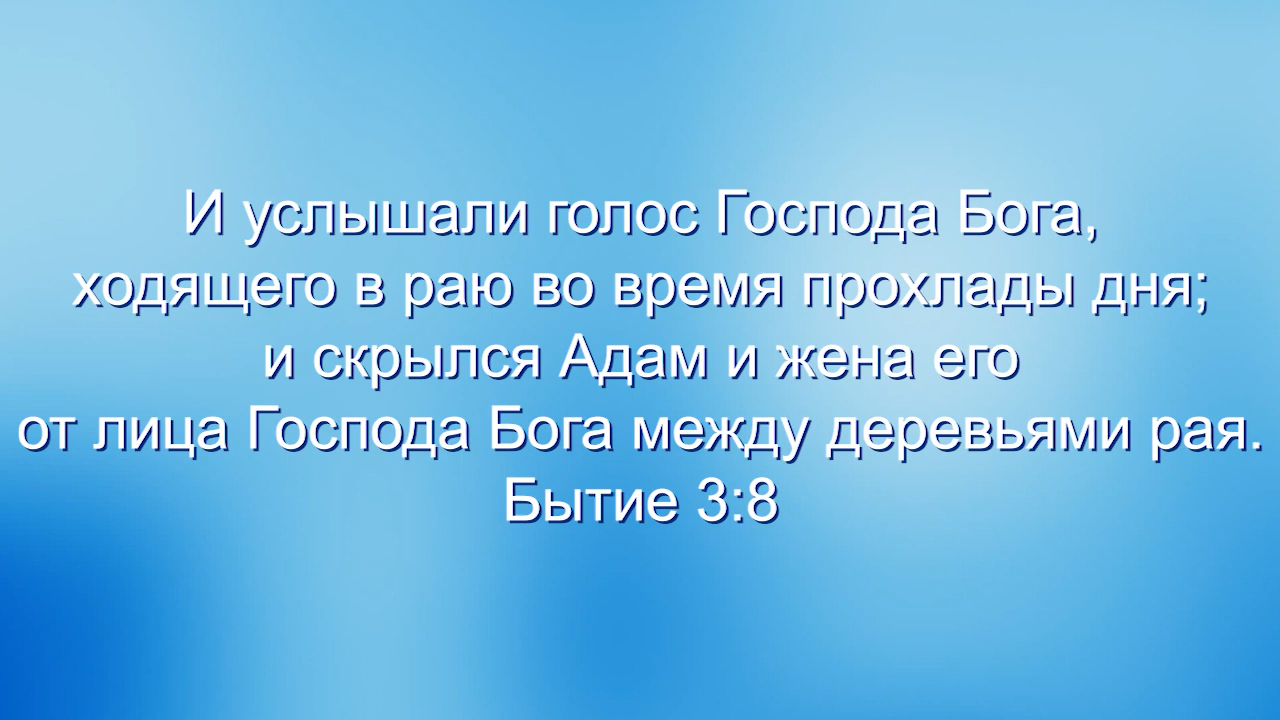 И услышали голос Господа Бога,
ходящего в раю во время прохлады дня;
и скрылся Адам и жена его
от лица Господа Бога между деревьями рая.
Бытие 3:8